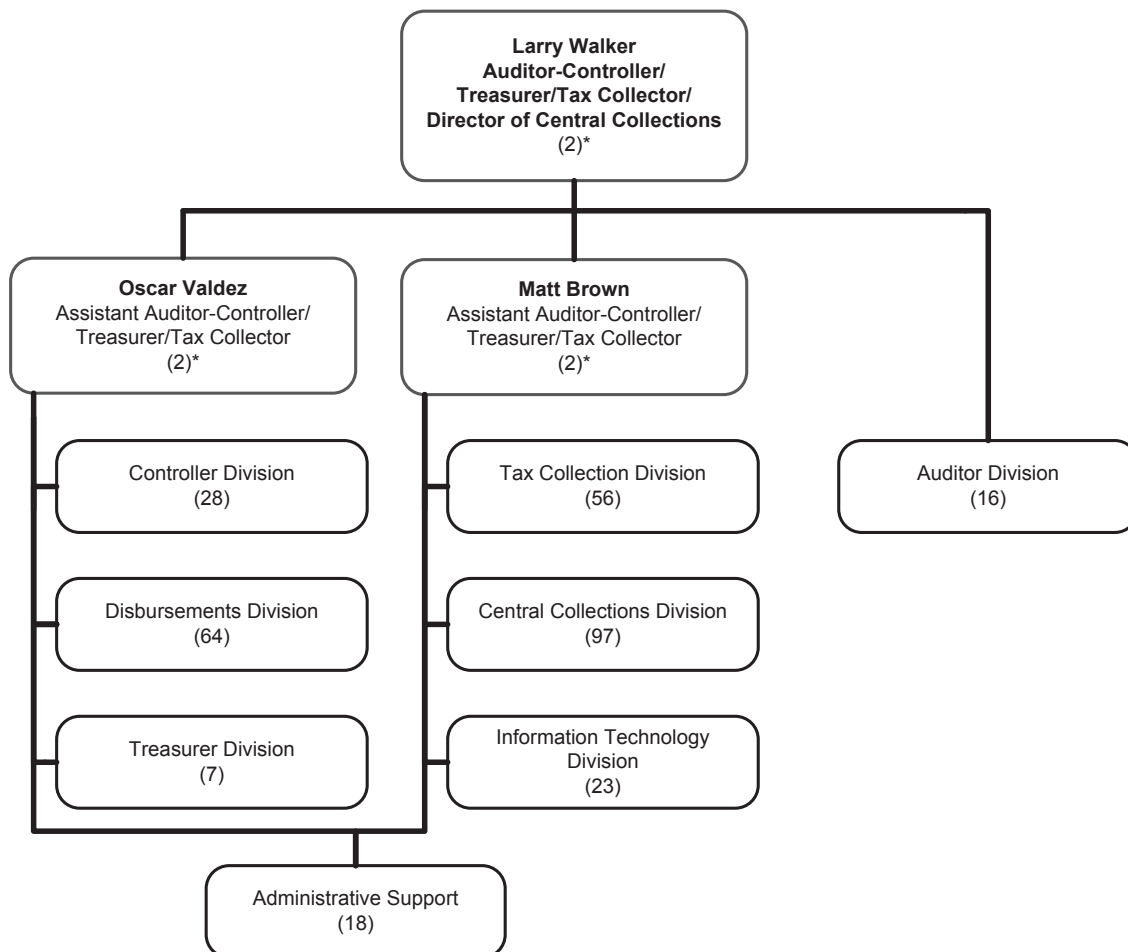 Larry Walker
Auditor-Controller/
Treasurer/Tax Collector/
Director of Central Collections
(2)*
Oscar Valdez
Assistant Auditor-Controller/
Treasurer/Tax Collector
(2)*
Matt Brown
Assistant Auditor-Controller/
Treasurer/Tax Collector
(2)*
Controller Division
(28)
Tax Collection Division
(56)
Auditor Division
(16)
Disbursements Division
(64)
Central Collections Division
(97)
Treasurer Division
(7)
Information Technology
Division
(23)
Administrative Support
(18)